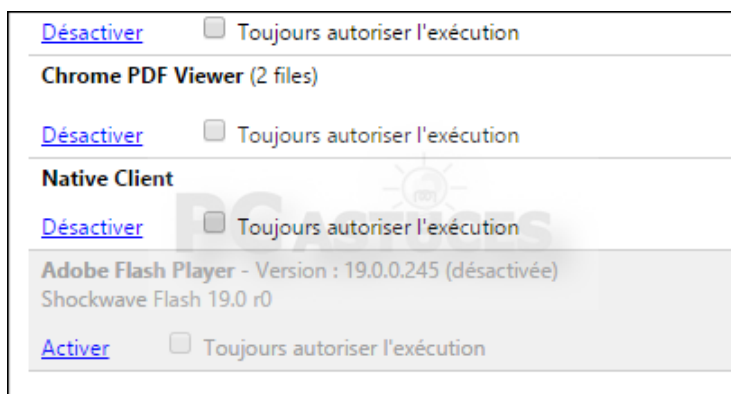 Désactiver Toujours autoriser l'exécution
Chrome PDF Viewer (2 files)
Désactiver Toujours autoriser l'exécution
Native Client
Désactiver Toujours autoriser l'exécution
PC ASTUCES
Adobe Flash Player - Version : 19.0.0.245 (désactivée)
Shockwave Flash 19.0 r0
Activer Toujours autoriser l'exécution